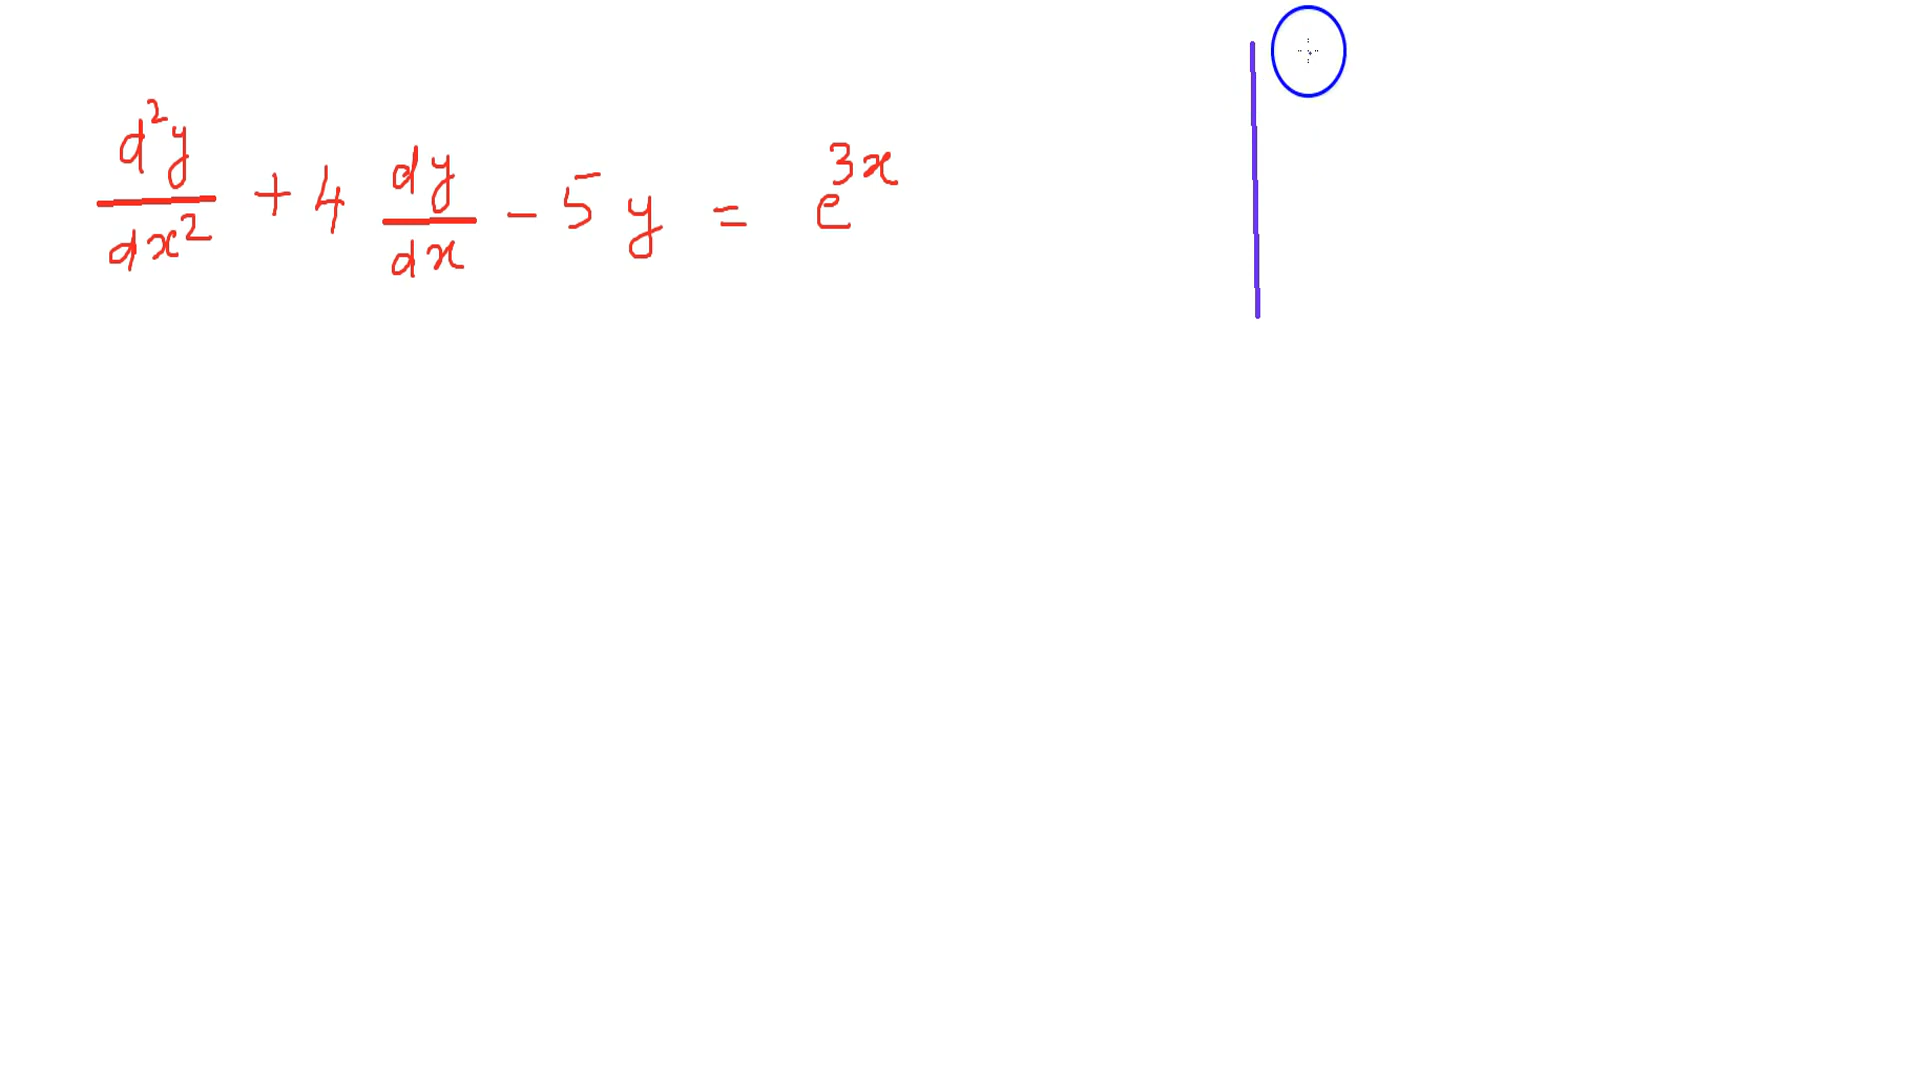 d²y/dx² + 4 dy/dx - 5y = e^3x